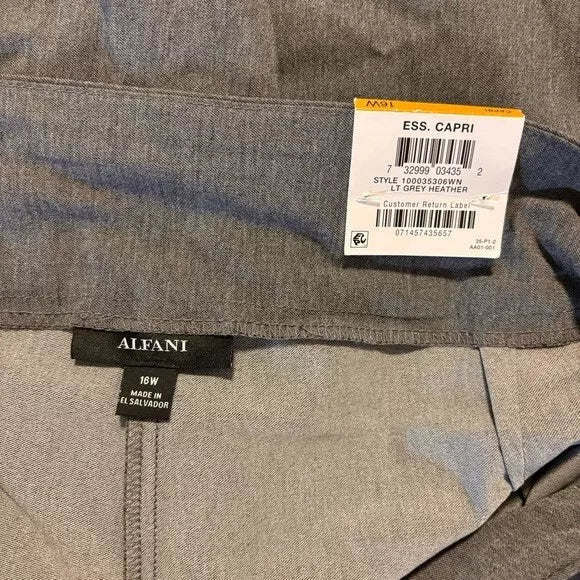 16W CAPRI
ESS. CAPRI
7 32999 03435 2
STYLE 100035306WN
LT GREY HEATHER
Customer Return Label
071457435657
35-P1-2
AA01-001
ALFANI
16W
MADE IN
EL SALVADOR